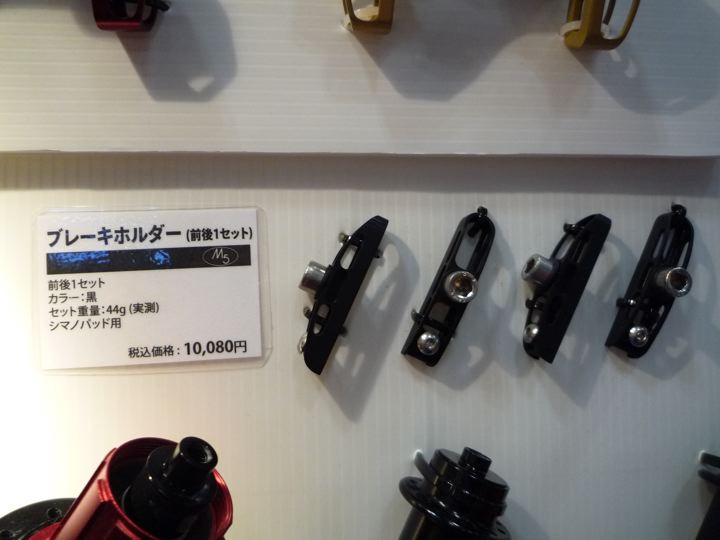 ブレーキホルダー (前後1セット)
M5
前後1セット
カラー：黒
セット重量：44g (実測)
シマノパッド用
税込価格：10,080円